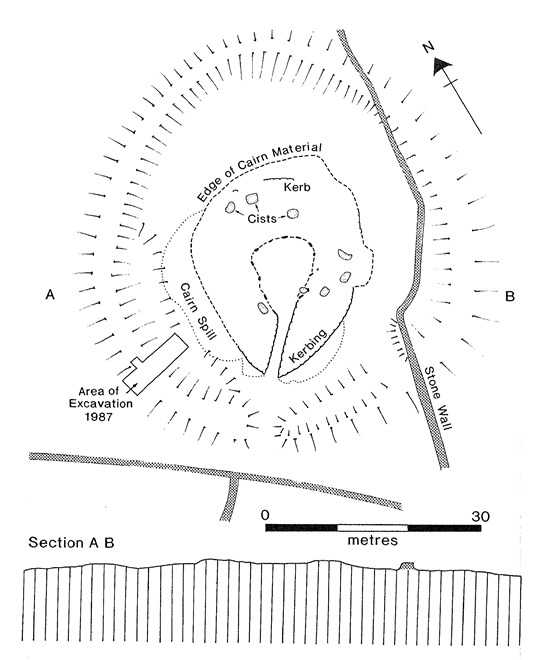 N
Edge of Cairn Material
Kerb
Cists
A
B
Cairn Spill
Kerbing
Area of
Excavation
1987
Stone Wall
0
30
metres
Section A B